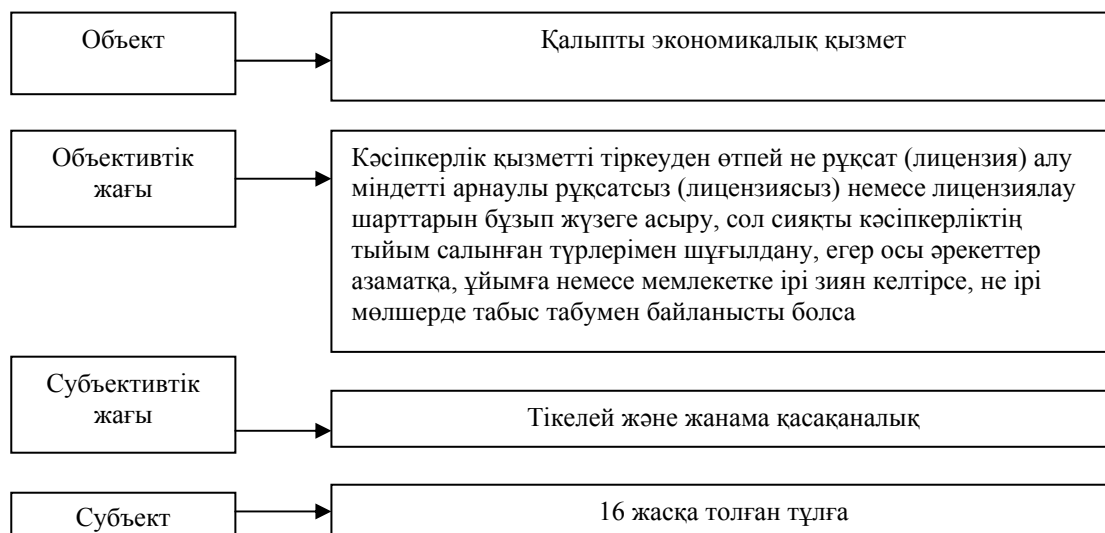 Объект
Қалыпты экономикалық қызмет
Объективтік
жағы
Кәсіпкерлік қызметті тіркеуден өтпей не рұқсат (лицензия) алу
міндетті арнаулы рұқсатсыз (лицензиясыз) немесе лицензиялау
шарттарын бұзып жүзеге асыру, сол сияқты кәсіпкерліктің
тыйым салынған түрлерімен шұғылдану, егер осы әрекеттер
азаматқа, ұйымға немесе мемлекетке ірі зиян келтірсе, не ірі
мөлшерде табыс табумен байланысты болса
Субъективтік
жағы
Тікелей және жанама қасақаналық
Субъект
16 жасқа толған тұлға